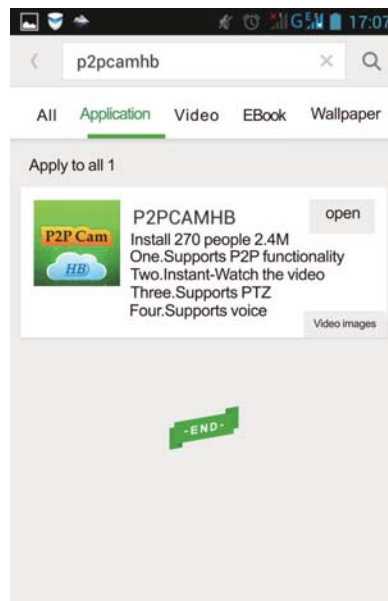 17:07
p2pcamhb
All Application Video EBook Wallpaper
Apply to all 1
P2P Cam
HB
P2PCAMHB
open
Install 270 people 2.4M
One.Supports P2P functionality
Two.Instant-Watch the video
Three.Supports PTZ
Four.Supports voice
Video images
-END-